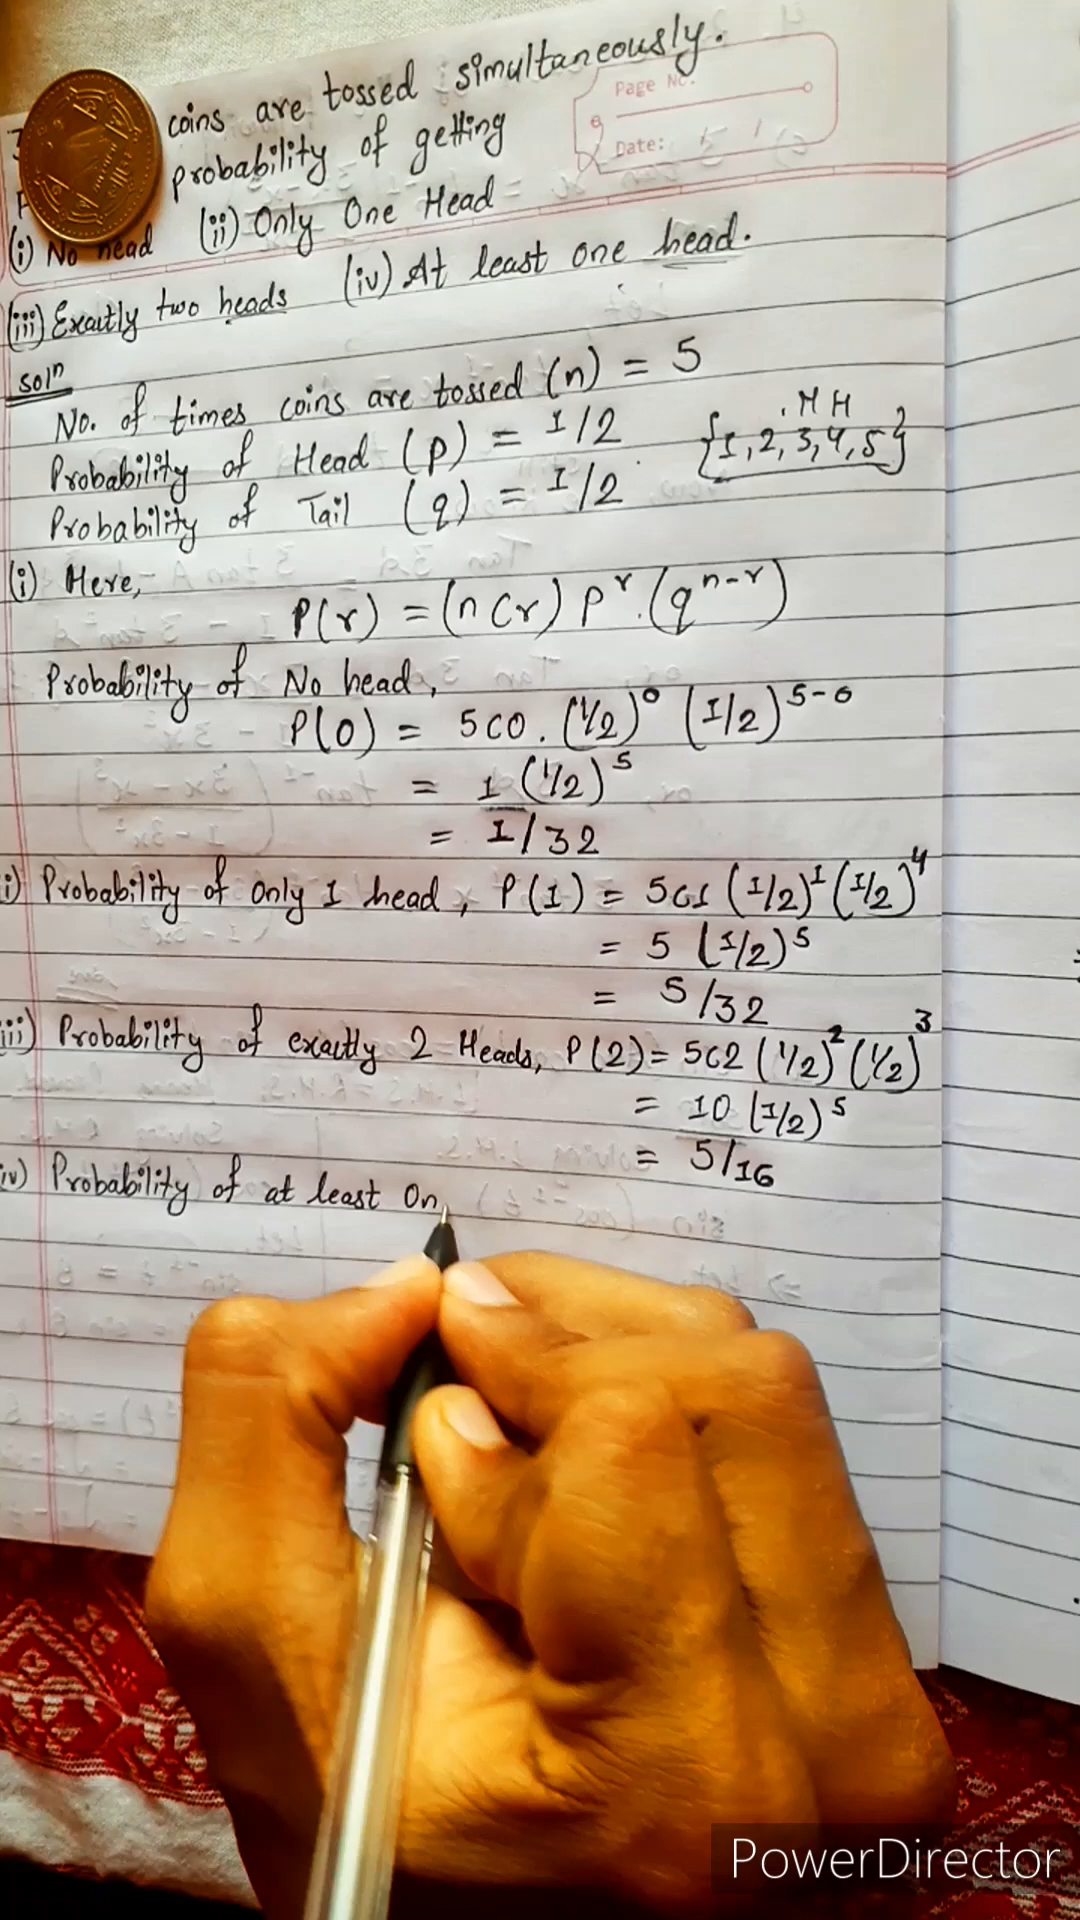 coins are tossed simultaneously.
probability of getting
Page No.
Date:
(i) No head (ii) Only One Head
(iii) Exactly two heads (iv) At least one head.
Solⁿ
No. of times coins are tossed (n) = 5
Probability of Head (p) = 1/2
Probability of Tail (q) = 1/2
H H
{1,2,3,4,5}
(i) Here,
P(r) = (n C r) pʳ.(qⁿ⁻ʳ)
Probability of No head,
P(0) = 5C0. (1/2)⁰ (1/2)⁵⁻⁰
= 1 (1/2)⁵
= 1/32
i) Probability of only 1 head, P(1) = 5C1 (1/2)¹ (1/2)⁴
= 5 (1/2)⁵
= 5/32
iii) Probability of exactly 2 Heads, P(2) = 5C2 (1/2)² (1/2)³
= 10 (1/2)⁵
= 5/16
iv) Probability of at least On
PowerDirector